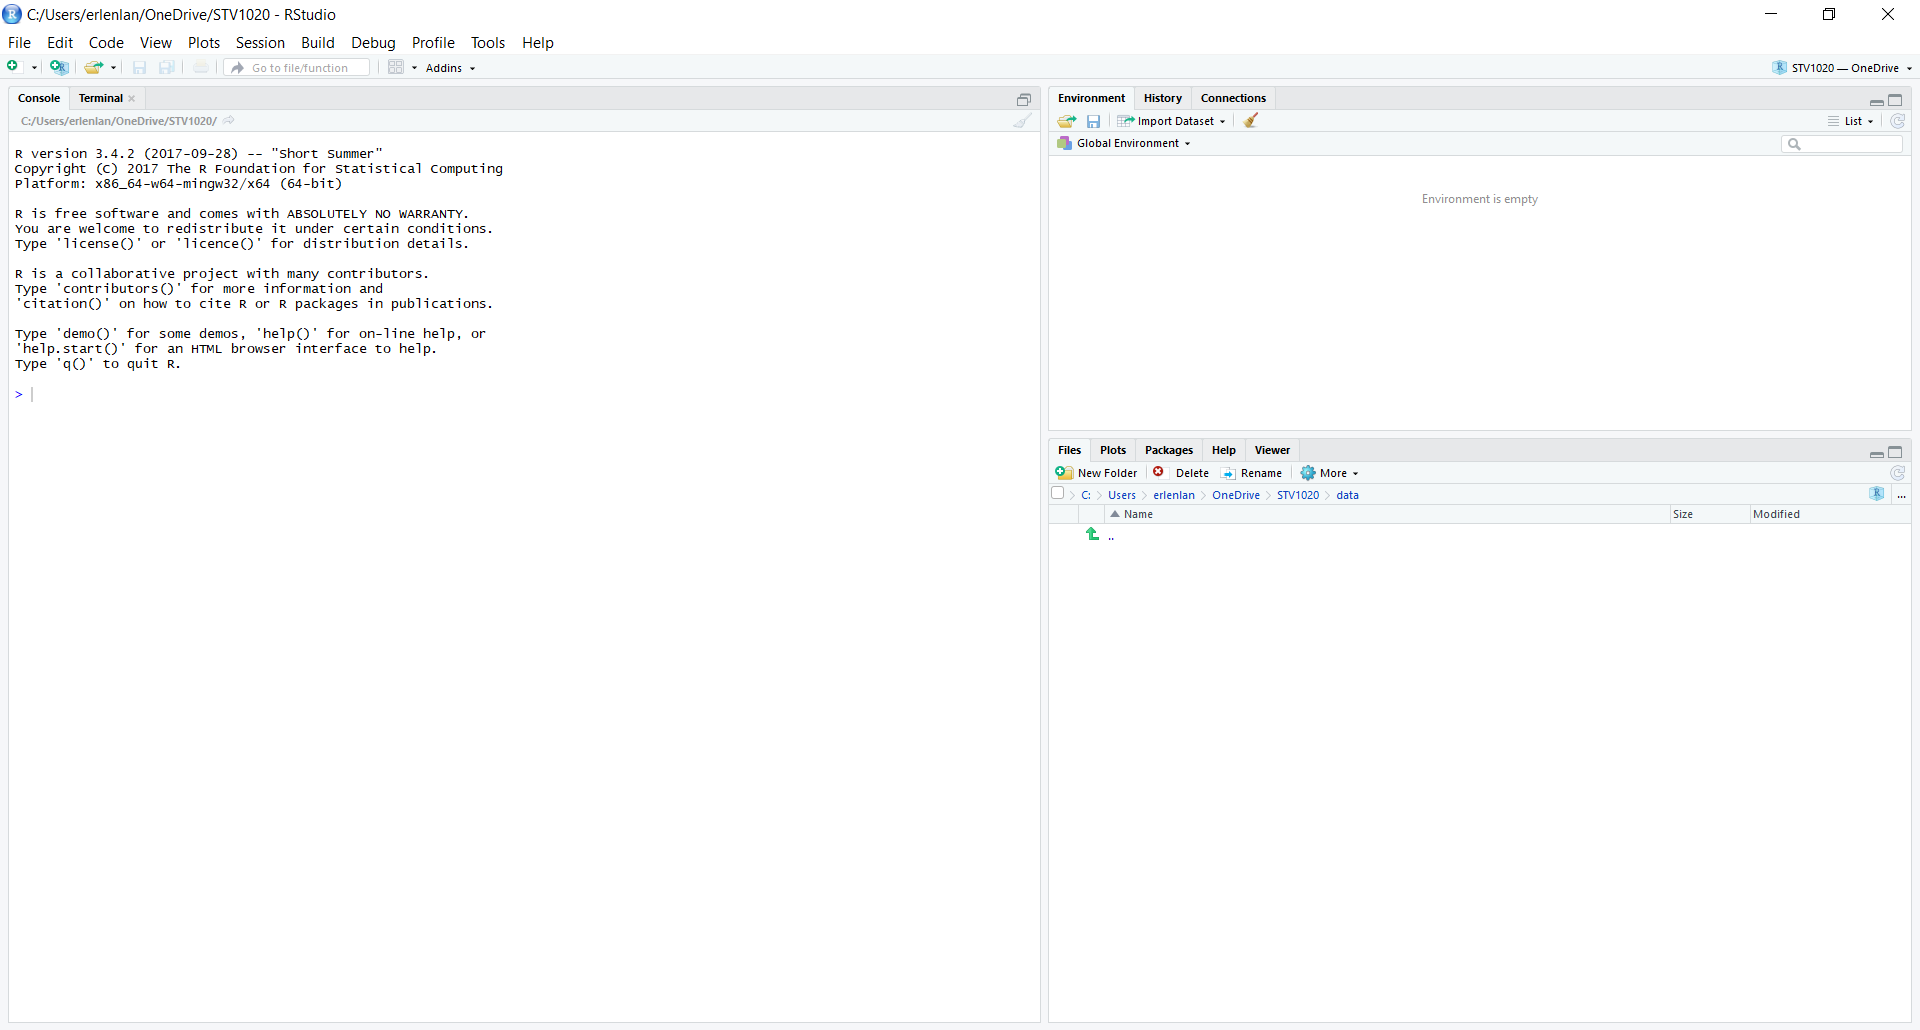 C:/Users/erlenlan/OneDrive/STV1020 - RStudio
File Edit Code View Plots Session Build Debug Profile Tools Help
Go to file/function Addins STV1020 — OneDrive
Console Terminal
C:/Users/erlenlan/OneDrive/STV1020/
R version 3.4.2 (2017-09-28) -- "Short Summer"
Copyright (C) 2017 The R Foundation for Statistical Computing
Platform: x86_64-w64-mingw32/x64 (64-bit)
R is free software and comes with ABSOLUTELY NO WARRANTY.
You are welcome to redistribute it under certain conditions.
Type 'license()' or 'licence()' for distribution details.
R is a collaborative project with many contributors.
Type 'contributors()' for more information and
'citation()' on how to cite R or R packages in publications.
Type 'demo()' for some demos, 'help()' for on-line help, or
'help.start()' for an HTML browser interface to help.
Type 'q()' to quit R.
>
Environment History Connections
Import Dataset List
Global Environment
Environment is empty
Files Plots Packages Help Viewer
New Folder Delete Rename More
C: Users erlenlan OneDrive STV1020 data ...
Name Size Modified
..